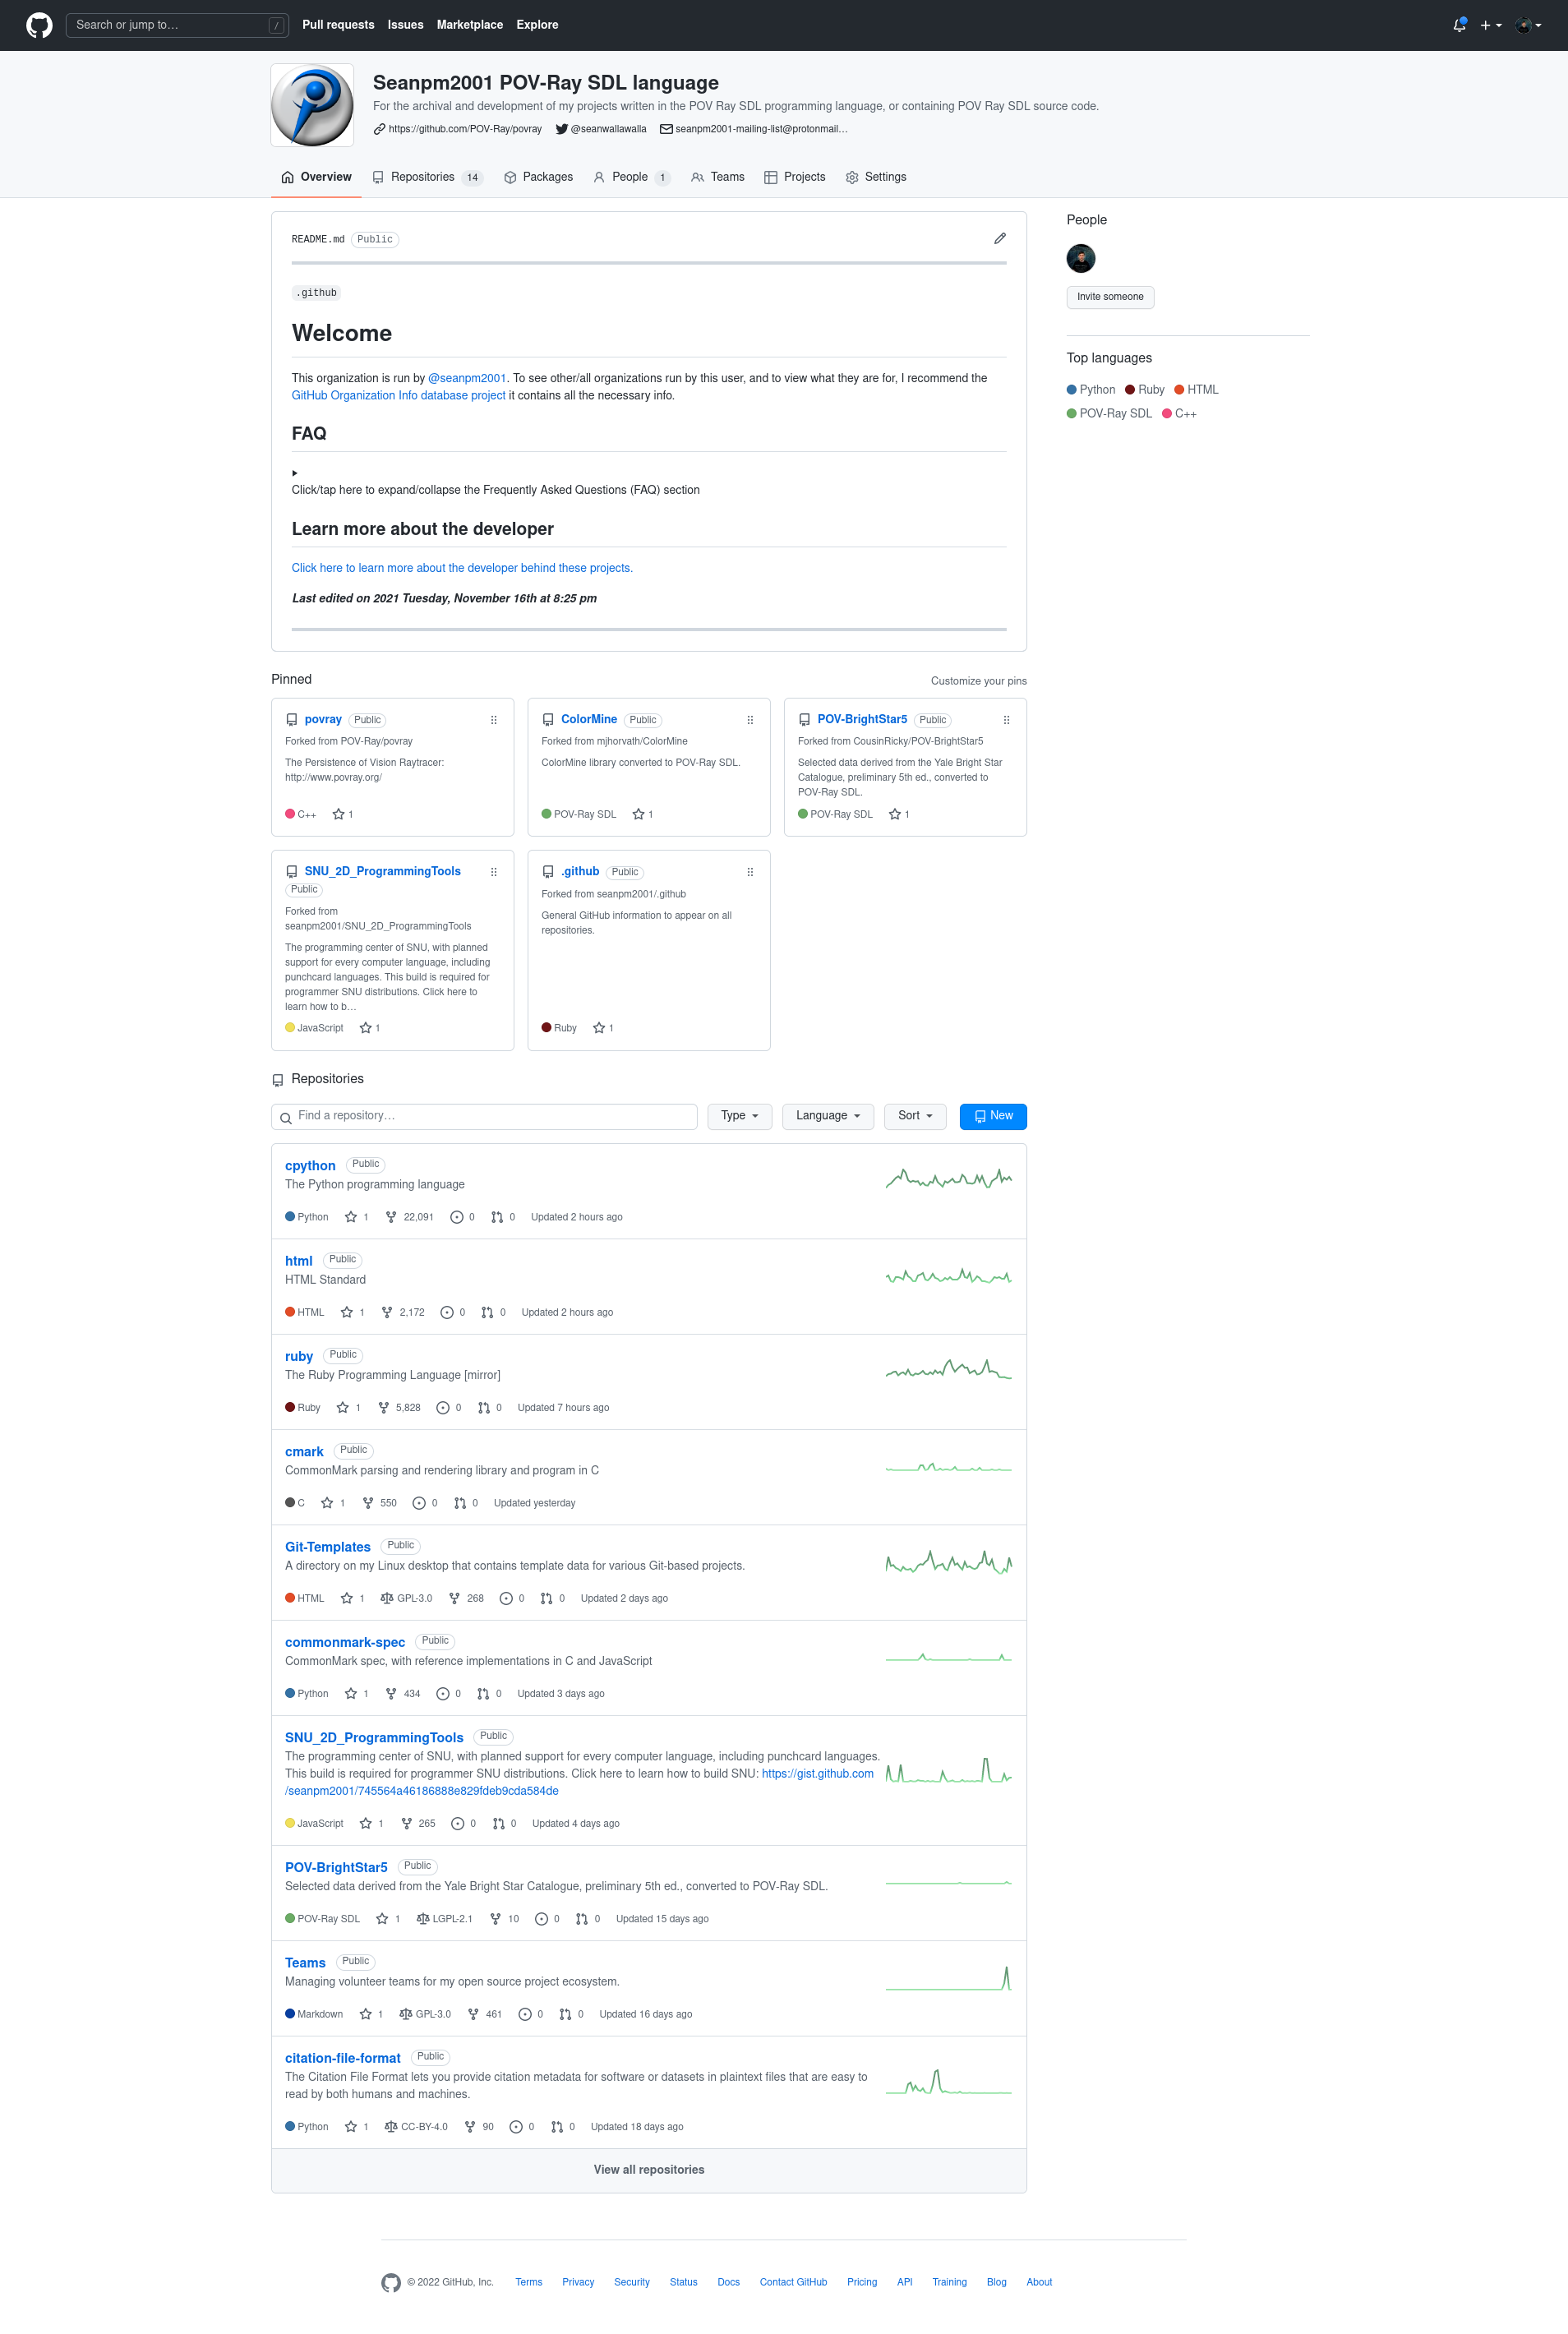 Search or jump to…
/
Pull requests
Issues
Marketplace
Explore
Seanpm2001 POV-Ray SDL language
For the archival and development of my projects written in the POV Ray SDL programming language, or containing POV Ray SDL source code.
https://github.com/POV-Ray/povray
@seanwallawalla
seanpm2001-mailing-list@protonmail…
Overview
Repositories 14
Packages
People 1
Teams
Projects
Settings
README.md Public
.github
Welcome
This organization is run by @seanpm2001. To see other/all organizations run by this user, and to view what they are for, I recommend the
GitHub Organization Info database project it contains all the necessary info.
FAQ
Click/tap here to expand/collapse the Frequently Asked Questions (FAQ) section
Learn more about the developer
Click here to learn more about the developer behind these projects.
Last edited on 2021 Tuesday, November 16th at 8:25 pm
People
Invite someone
Top languages
Python Ruby HTML
POV-Ray SDL C++
Pinned
Customize your pins
povray Public
Forked from POV-Ray/povray
The Persistence of Vision Raytracer:
http://www.povray.org/
C++ 1
ColorMine Public
Forked from mjhorvath/ColorMine
ColorMine library converted to POV-Ray SDL.
POV-Ray SDL 1
POV-BrightStar5 Public
Forked from CousinRicky/POV-BrightStar5
Selected data derived from the Yale Bright Star
Catalogue, preliminary 5th ed., converted to
POV-Ray SDL.
POV-Ray SDL 1
SNU_2D_ProgrammingTools
Public
Forked from
seanpm2001/SNU_2D_ProgrammingTools
The programming center of SNU, with planned
support for every computer language, including
punchcard languages. This build is required for
programmer SNU distributions. Click here to
learn how to b…
JavaScript 1
.github Public
Forked from seanpm2001/.github
General GitHub information to appear on all
repositories.
Ruby 1
Repositories
Find a repository…
Type
Language
Sort
New
cpython Public
The Python programming language
Python 1 22,091 0 0 Updated 2 hours ago
html Public
HTML Standard
HTML 1 2,172 0 0 Updated 2 hours ago
ruby Public
The Ruby Programming Language [mirror]
Ruby 1 5,828 0 0 Updated 7 hours ago
cmark Public
CommonMark parsing and rendering library and program in C
C 1 550 0 0 Updated yesterday
Git-Templates Public
A directory on my Linux desktop that contains template data for various Git-based projects.
HTML 1 GPL-3.0 268 0 0 Updated 2 days ago
commonmark-spec Public
CommonMark spec, with reference implementations in C and JavaScript
Python 1 434 0 0 Updated 3 days ago
SNU_2D_ProgrammingTools Public
The programming center of SNU, with planned support for every computer language, including punchcard languages.
This build is required for programmer SNU distributions. Click here to learn how to build SNU: https://gist.github.com
/seanpm2001/745564a46186888e829fdeb9cda584de
JavaScript 1 265 0 0 Updated 4 days ago
POV-BrightStar5 Public
Selected data derived from the Yale Bright Star Catalogue, preliminary 5th ed., converted to POV-Ray SDL.
POV-Ray SDL 1 LGPL-2.1 10 0 0 Updated 15 days ago
Teams Public
Managing volunteer teams for my open source project ecosystem.
Markdown 1 GPL-3.0 461 0 0 Updated 16 days ago
citation-file-format Public
The Citation File Format lets you provide citation metadata for software or datasets in plaintext files that are easy to
read by both humans and machines.
Python 1 CC-BY-4.0 90 0 0 Updated 18 days ago
View all repositories
© 2022 GitHub, Inc.
Terms
Privacy
Security
Status
Docs
Contact GitHub
Pricing
API
Training
Blog
About